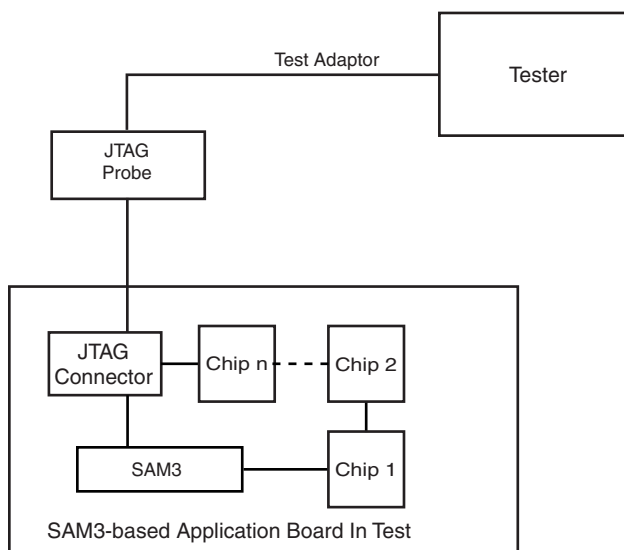 Test Adaptor
Tester
JTAG
Probe
JTAG
Connector
Chip n
Chip 2
SAM3
Chip 1
SAM3-based Application Board In Test